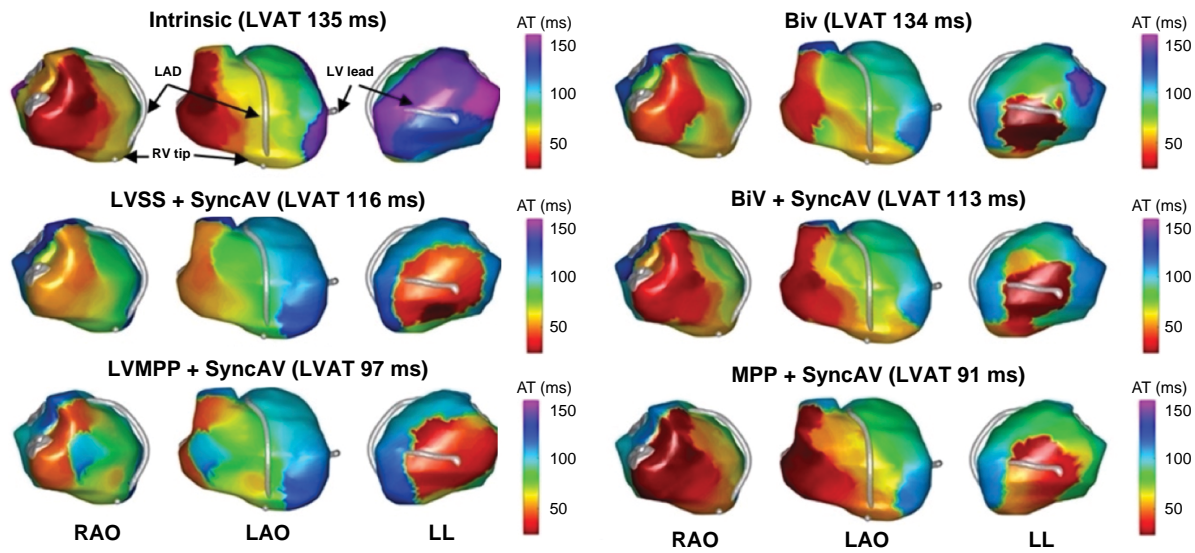 Intrinsic (LVAT 135 ms)
AT (ms)
150
100
50
LAD
LV lead
RV tip
Biv (LVAT 134 ms)
AT (ms)
150
100
50
LVSS + SyncAV (LVAT 116 ms)
AT (ms)
150
100
50
BiV + SyncAV (LVAT 113 ms)
AT (ms)
150
100
50
LVMPP + SyncAV (LVAT 97 ms)
AT (ms)
150
100
50
MPP + SyncAV (LVAT 91 ms)
AT (ms)
150
100
50
RAO
LAO
LL
RAO
LAO
LL